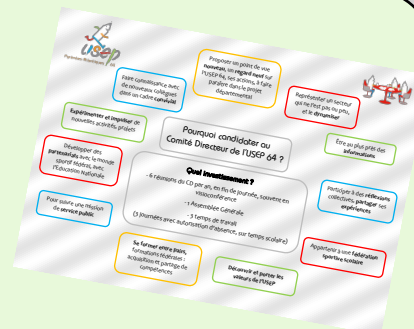 usep
Pyrénées-Atlantiques 64
Proposer un point de vue
nouveau, un regard neuf sur
l'USEP 64, ses actions, à faire
paraître dans le projet
départemental
Faire connaissance avec
de nouveaux collègues
dans un cadre convivial
Représenter un secteur
qui ne l'est pas ou peu,
et le dynamiser
Expérimenter et impulser de
nouvelles activités, projets
Pourquoi candidater au
Comité Directeur de l'USEP 64 ?
Être au plus près des
informations
Développer des
partenariats avec le monde
sportif fédéral, avec
l'Education Nationale
Quel investissement ?
- 6 réunions du CD par an, en fin de journée, souvent en
visioconférence
- 1 Assemblée Générale
- 3 temps de travail
(3 journées avec autorisation d'absence, sur temps scolaire)
Participer à des réflexions
collectives, partager ses
expériences
Pour suivre une mission
de service public
Se former entre pairs,
formations fédérales :
acquisition et partage de
compétences
Découvrir et porter les
valeurs de l'USEP
Appartenir à une fédération
sportive scolaire